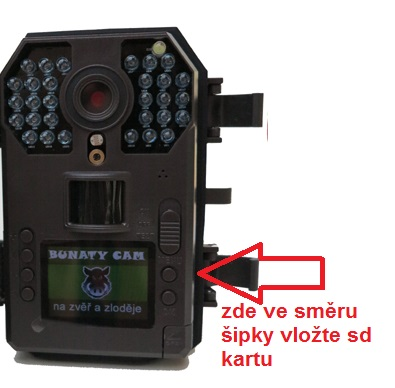 BUNATY CAM
na zvěř a zloděje
zde ve směru
šipky vložte sd
kartu